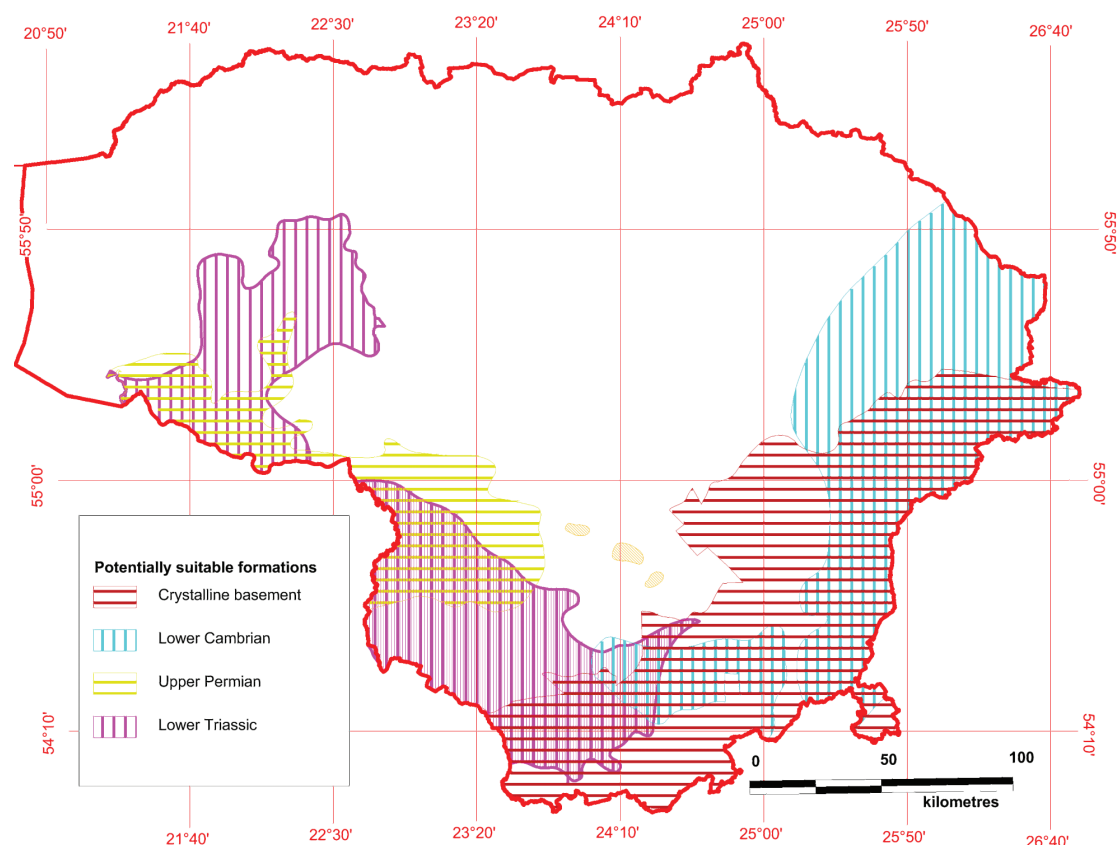 20°50' 21°40' 22°30' 23°20' 24°10' 25°00' 25°50' 26°40'
55°50' 55°50'
55°00' 55°00'
Potentially suitable formations
Crystalline basement
Lower Cambrian
Upper Permian
Lower Triassic
54°10' 54°10'
0 50 100
kilometres
21°40' 22°30' 23°20' 24°10' 25°00' 25°50' 26°40'